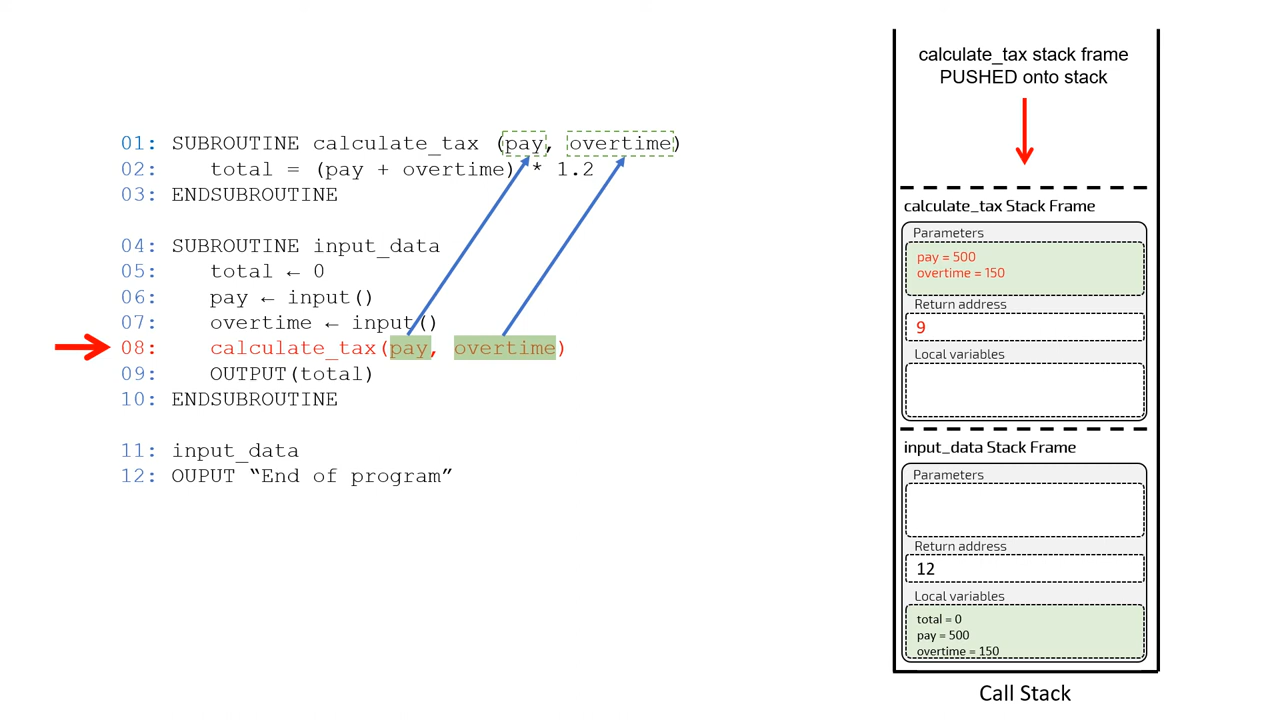 01: SUBROUTINE calculate_tax (pay, overtime)
02: total = (pay + overtime) * 1.2
03: ENDSUBROUTINE
04: SUBROUTINE input_data
05: total ← 0
06: pay ← input()
07: overtime ← input()
08: calculate_tax(pay, overtime)
09: OUTPUT(total)
10: ENDSUBROUTINE
11: input_data
12: OUPUT “End of program”
calculate_tax stack frame
PUSHED onto stack
calculate_tax Stack Frame
Parameters
pay = 500
overtime = 150
Return address
9
Local variables
input_data Stack Frame
Parameters
Return address
12
Local variables
total = 0
pay = 500
overtime = 150
Call Stack